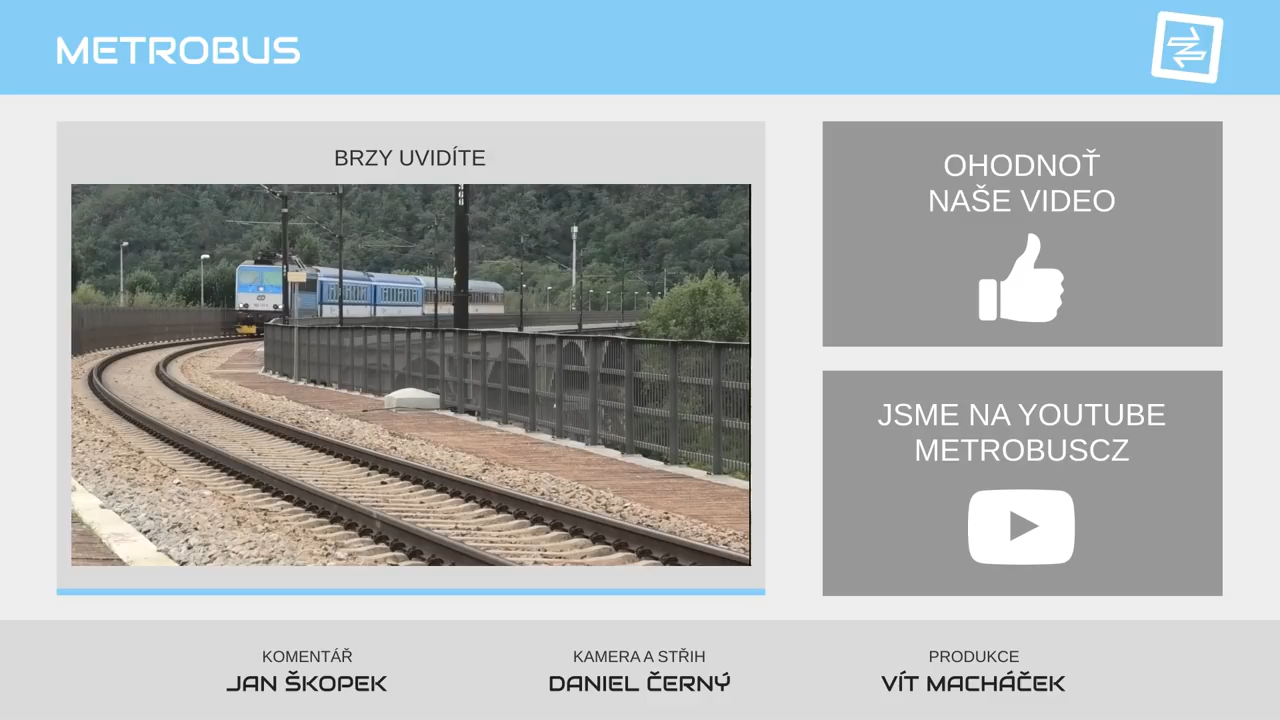 METROBUS
BRZY UVIDÍTE
OHODNOŤ
NAŠE VIDEO
JSME NA YOUTUBE
METROBUSCZ
KOMENTÁŘ
JAN ŠKOPEK
KAMERA A STŘIH
DANIEL ČERNÝ
PRODUKCE
VÍT MACHÁČEK